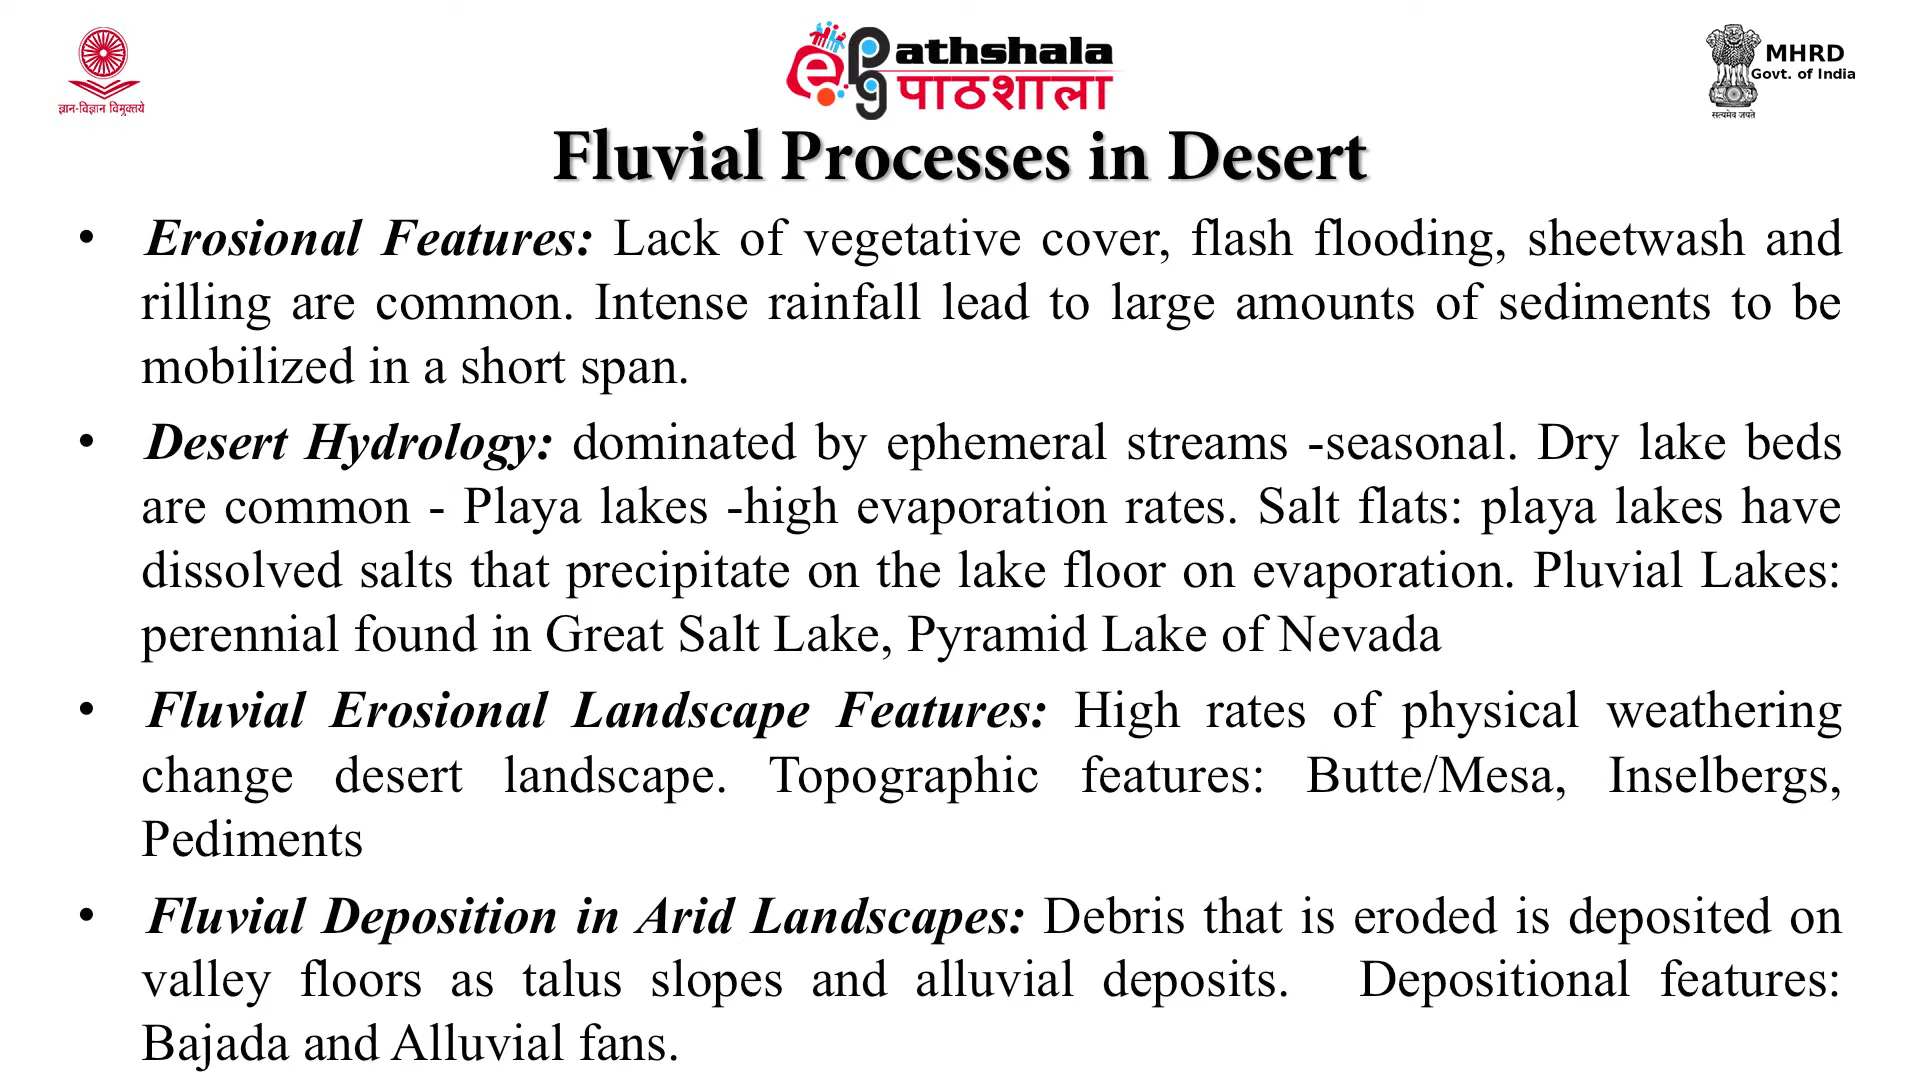 ज्ञान-विज्ञान विमुक्तये
ePGathshala
पाठशाला
MHRD
Govt. of India
सत्यमेव जयते
Fluvial Processes in Desert
• Erosional Features: Lack of vegetative cover, flash flooding, sheetwash and
rilling are common. Intense rainfall lead to large amounts of sediments to be
mobilized in a short span.
• Desert Hydrology: dominated by ephemeral streams -seasonal. Dry lake beds
are common - Playa lakes -high evaporation rates. Salt flats: playa lakes have
dissolved salts that precipitate on the lake floor on evaporation. Pluvial Lakes:
perennial found in Great Salt Lake, Pyramid Lake of Nevada
• Fluvial Erosional Landscape Features: High rates of physical weathering
change desert landscape. Topographic features: Butte/Mesa, Inselbergs,
Pediments
• Fluvial Deposition in Arid Landscapes: Debris that is eroded is deposited on
valley floors as talus slopes and alluvial deposits. Depositional features:
Bajada and Alluvial fans.